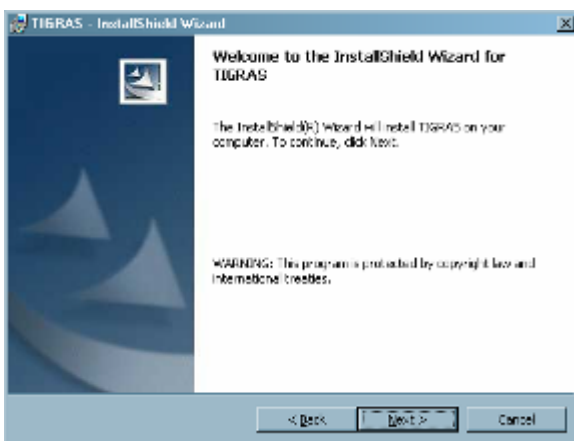 TIGRAS - InstallShield Wizard
Welcome to the InstallShield Wizard for
TIGRAS
The InstallShield(R) Wizard will install TIGRAS on your
computer. To continue, click Next.
WARNING: This program is protected by copyright law and
international treaties.
< Back
Next >
Cancel